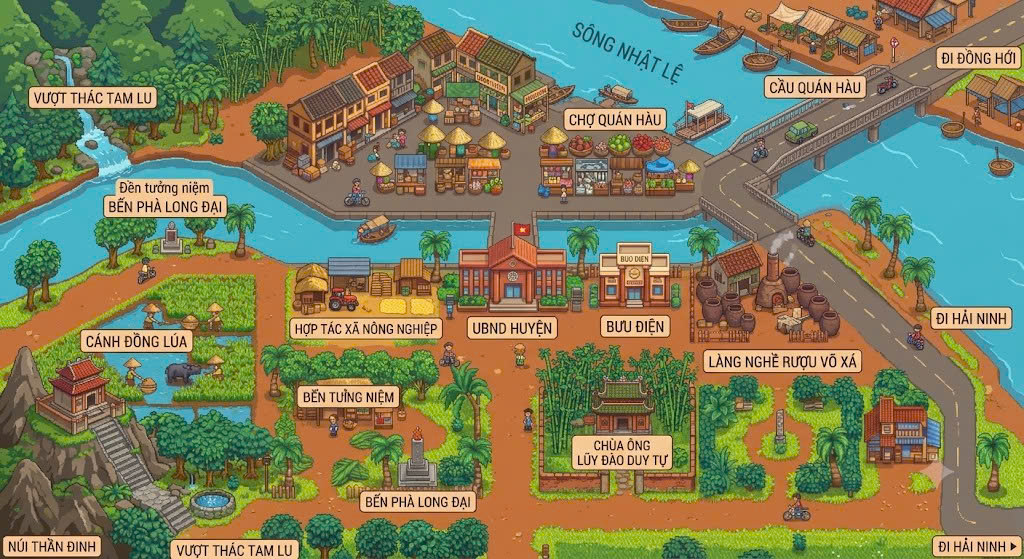 SÔNG NHẬT LỆ
ĐI ĐỒNG HỚI
CẦU QUÁN HÀU
VƯỢT THÁC TAM LU
CHỢ QUÁN HÀU
Đền tưởng niệm
BẾN PHÀ LONG ĐẠI
BƯU ĐIỆN
HỢP TÁC XÃ NÔNG NGHIỆP
UBND HUYỆN
BƯU ĐIỆN
ĐI HẢI NINH
CÁNH ĐỒNG LÚA
LÀNG NGHỀ RƯỢU VÕ XÁ
BẾN TƯỈNG NIỆM
CHÙA ÔNG
LŨY ĐÀO DUY TỰ
BẾN PHÀ LONG ĐẠI
NÚI THẦN ĐINH
VƯỢT THÁC TAM LU
ĐI HẢI NINH ▶